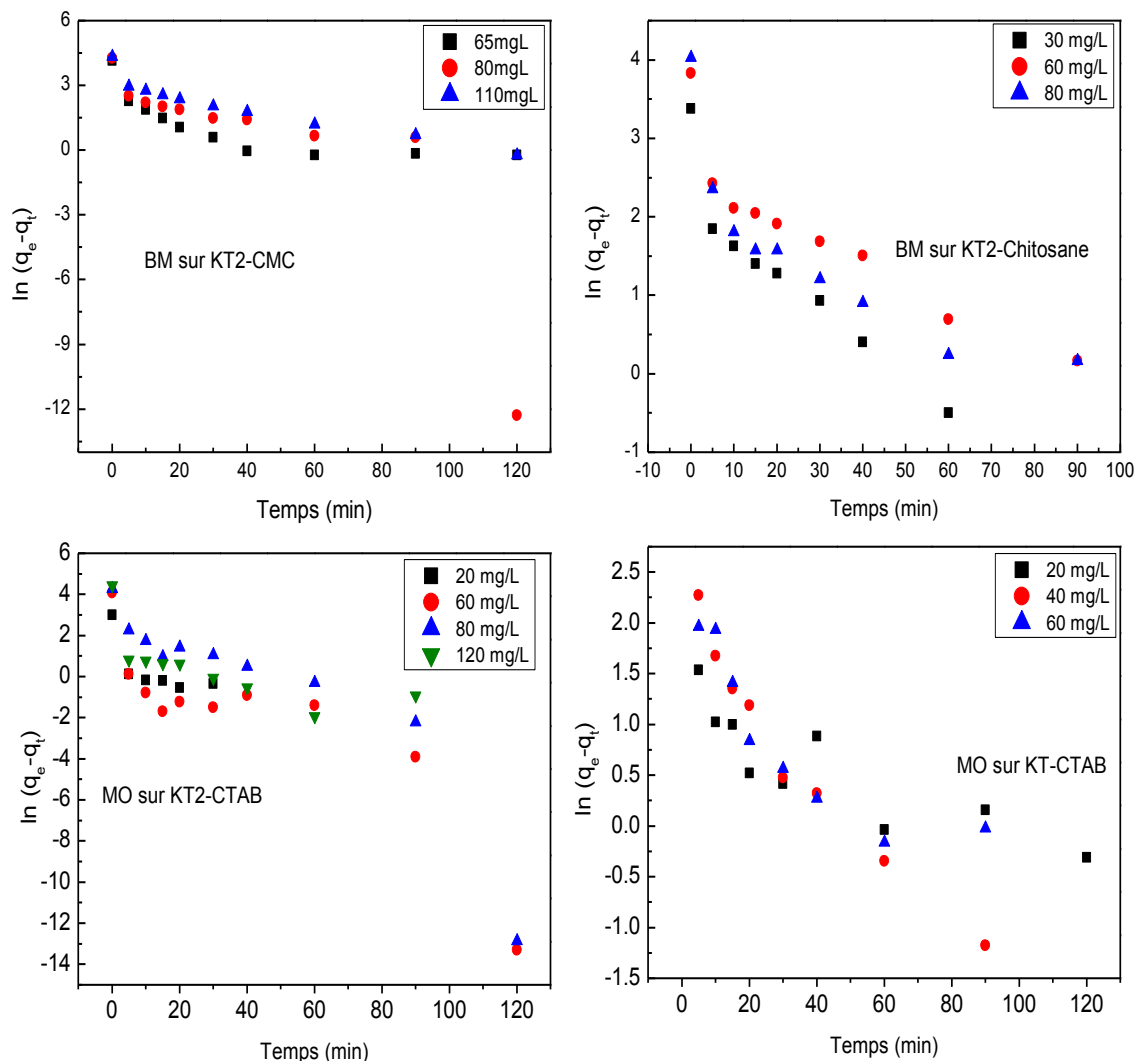 6
3
0
-3
-6
-9
-12
ln (qe-qt)
65mgL
80mgL
110mgL
BM sur KT2-CMC
0 20 40 60 80 100 120
Temps (min)
4
3
2
1
0
-1
ln (qe-qt)
30 mg/L
60 mg/L
80 mg/L
BM sur KT2-Chitosane
-10 0 10 20 30 40 50 60 70 80 90 100
Temps (min)
6
4
2
0
-2
-4
-6
-8
-10
-12
-14
ln (qe-qt)
20 mg/L
60 mg/L
80 mg/L
120 mg/L
MO sur KT2-CTAB
0 20 40 60 80 100 120
Temps (min)
2.5
2.0
1.5
1.0
0.5
0.0
-0.5
-1.0
-1.5
ln (qe-qt)
20 mg/L
40 mg/L
60 mg/L
MO sur KT-CTAB
0 20 40 60 80 100 120
Temps (min)